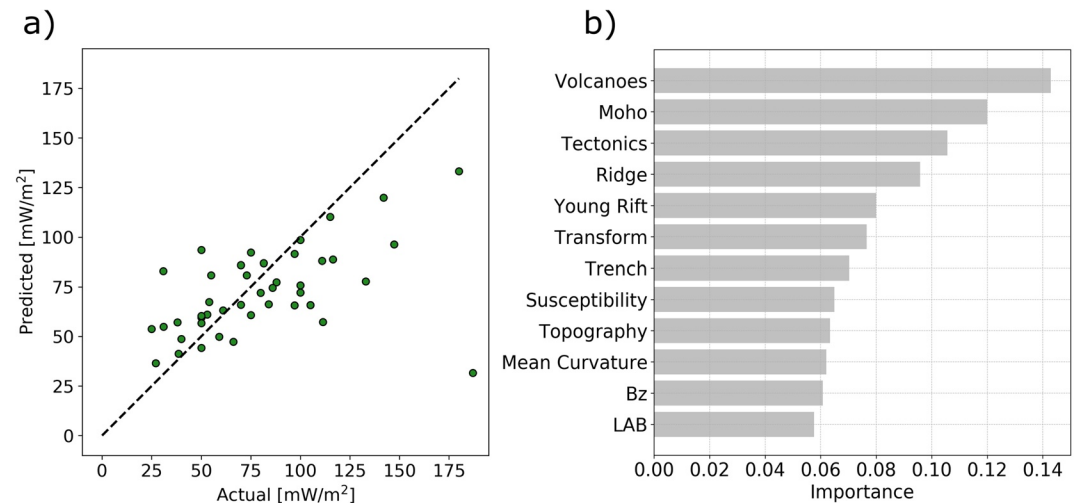 a)
175
150
125
100
75
50
25
0
Predicted [mW/m²]
0 25 50 75 100 125 150 175
Actual [mW/m²]
b)
Volcanoes
Moho
Tectonics
Ridge
Young Rift
Transform
Trench
Susceptibility
Topography
Mean Curvature
Bz
LAB
0.00 0.02 0.04 0.06 0.08 0.10 0.12 0.14
Importance